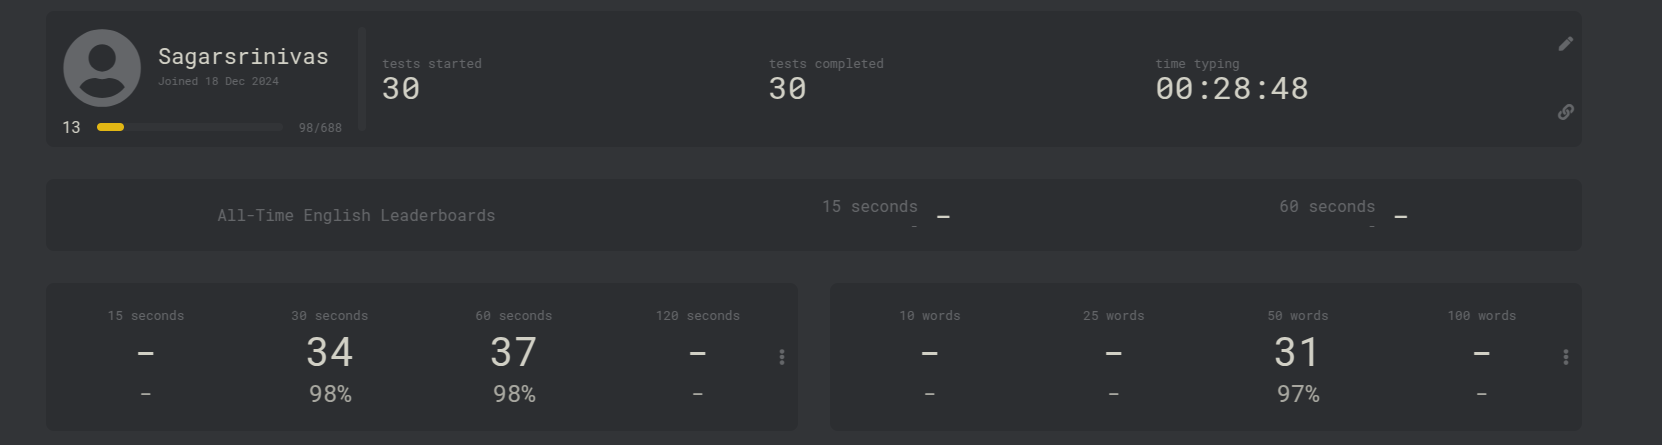 Sagarsrinivas
Joined 18 Dec 2024
13 98/688
tests started
30
tests completed
30
time typing
00:28:48
All-Time English Leaderboards
15 seconds –
-
60 seconds –
-
15 seconds
-
-
30 seconds
34
98%
60 seconds
37
98%
120 seconds
-
-
10 words
-
-
25 words
-
-
50 words
31
97%
100 words
-
-